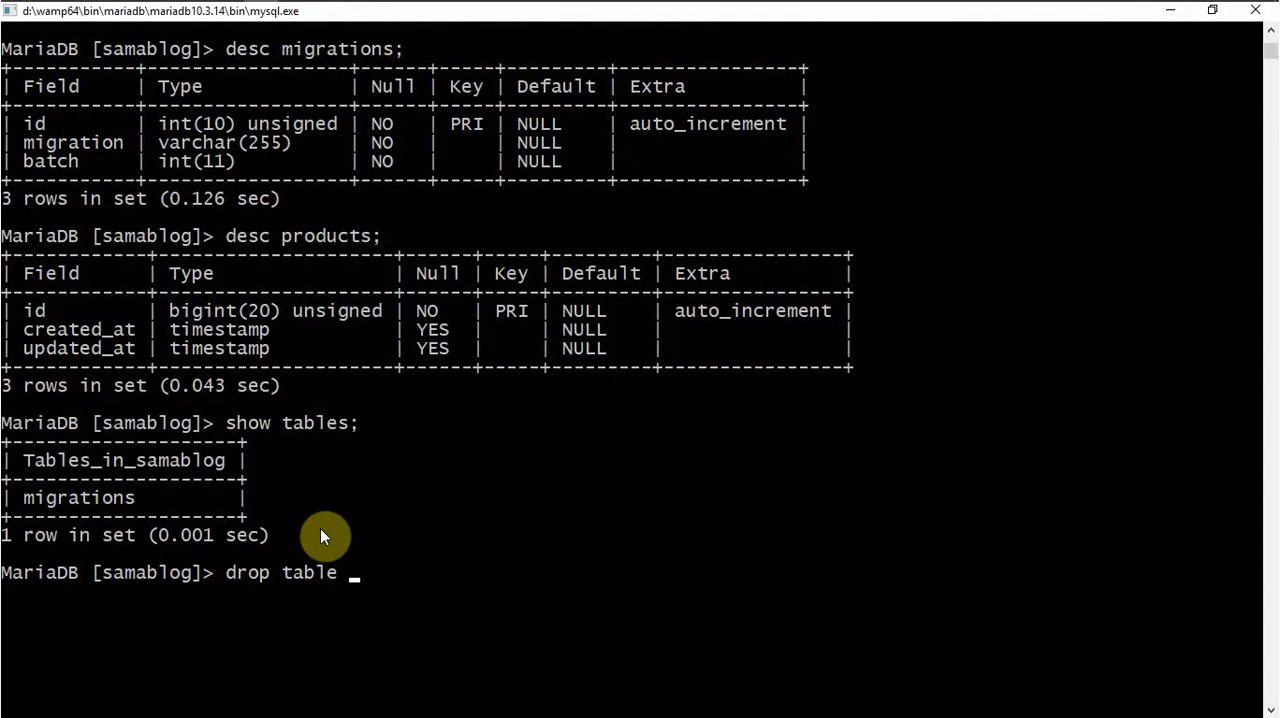 d:\wamp64\bin\mariadb\mariadb10.3.14\bin\mysql.exe
MariaDB [samablog]> desc migrations;
+------------+------------------+------+-----+---------+----------------+
| Field     | Type             | Null | Key | Default | Extra          |
+------------+------------------+------+-----+---------+----------------+
| id        | int(10) unsigned | NO   | PRI | NULL    | auto_increment |
| migration | varchar(255)     | NO   |     | NULL    |                |
| batch     | int(11)          | NO   |     | NULL    |                |
+------------+------------------+------+-----+---------+----------------+
3 rows in set (0.126 sec)
MariaDB [samablog]> desc products;
+------------+---------------------+------+-----+---------+----------------+
| Field      | Type                | Null | Key | Default | Extra          |
+------------+---------------------+------+-----+---------+----------------+
| id         | bigint(20) unsigned | NO   | PRI | NULL    | auto_increment |
| created_at | timestamp           | YES  |     | NULL    |                |
| updated_at | timestamp           | YES  |     | NULL    |                |
+------------+---------------------+------+-----+---------+----------------+
3 rows in set (0.043 sec)
MariaDB [samablog]> show tables;
+--------------------+
| Tables_in_samablog |
+--------------------+
| migrations         |
+--------------------+
1 row in set (0.001 sec)
MariaDB [samablog]> drop table _